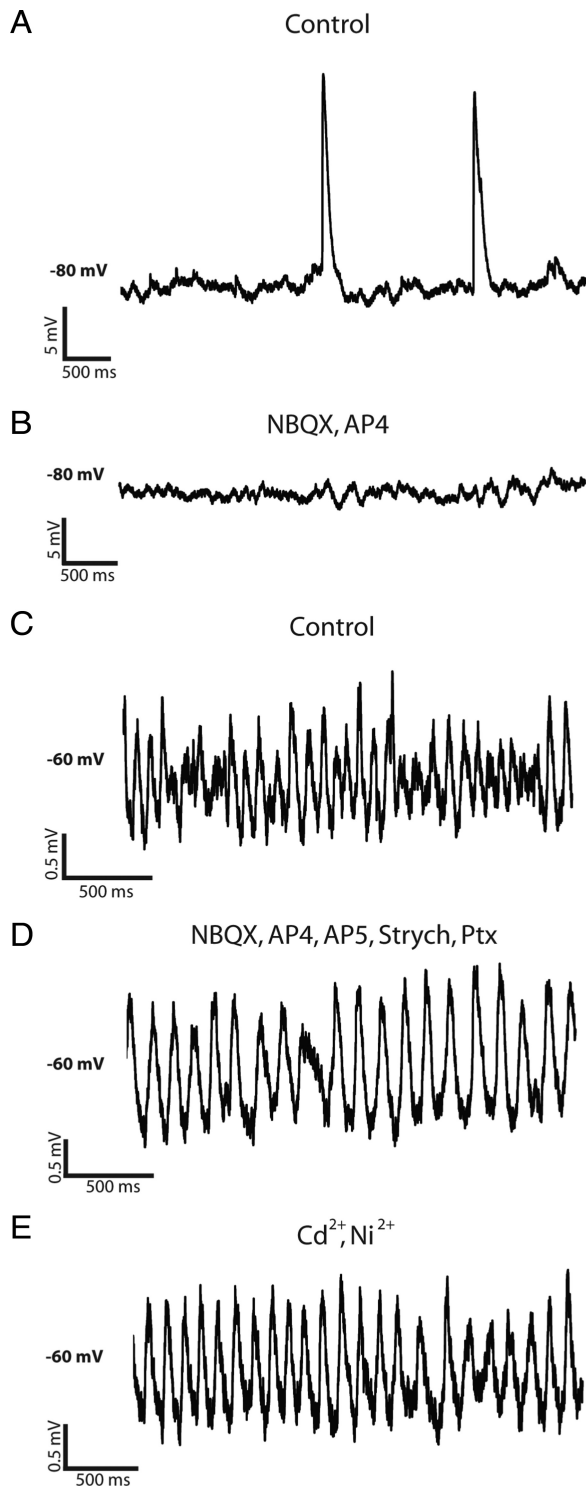 A
Control
-80 mV
5 mV
500 ms
B
NBQX, AP4
-80 mV
5 mV
500 ms
C
Control
-60 mV
0.5 mV
500 ms
D
NBQX, AP4, AP5, Strych, Ptx
-60 mV
0.5 mV
500 ms
E
Cd²⁺, Ni²⁺
-60 mV
0.5 mV
500 ms